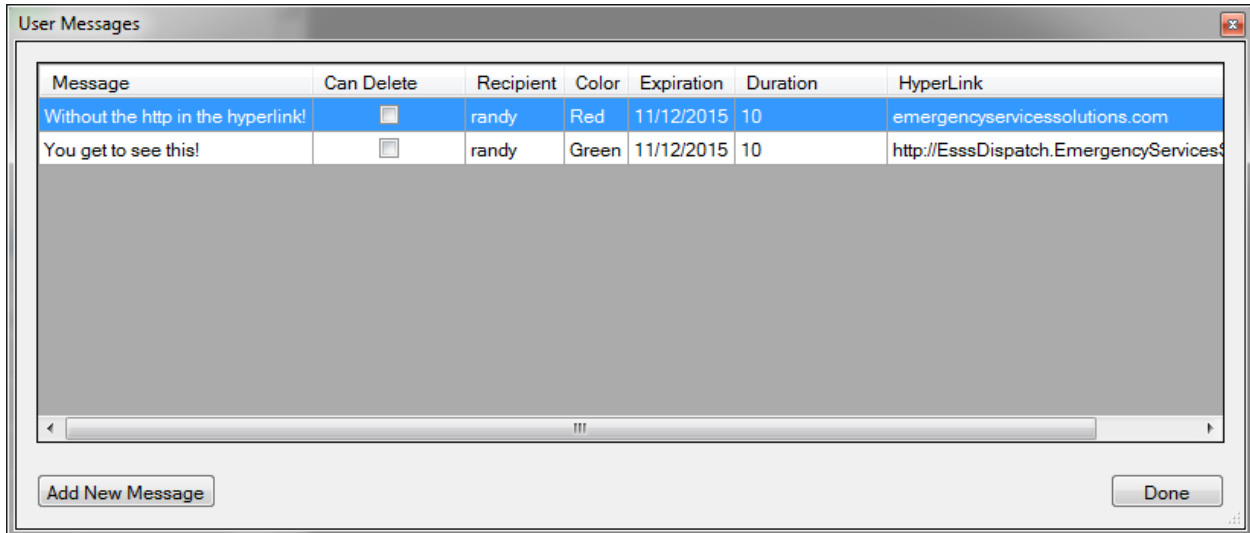 User Messages
Message Can Delete Recipient Color Expiration Duration HyperLink
Without the http in the hyperlink! randy Red 11/12/2015 10 emergencyservicessolutions.com
You get to see this! randy Green 11/12/2015 10 http://EsssDispatch.EmergencyServicesS
Add New Message Done